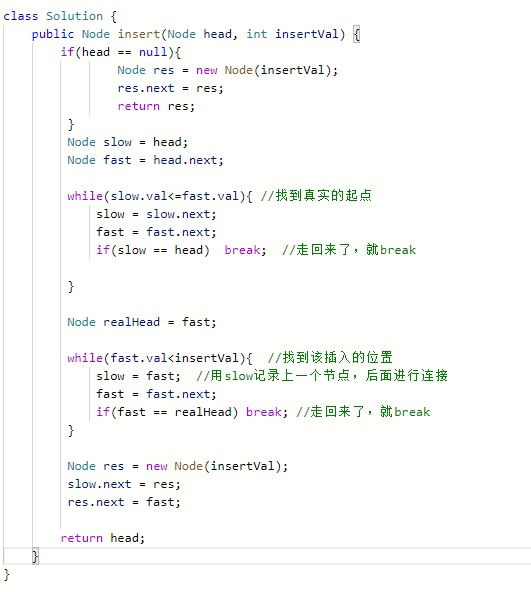 class Solution {
    public Node insert(Node head, int insertVal) {
        if(head == null){
                Node res = new Node(insertVal);
                res.next = res;
                return res;
         }
         Node slow = head;
         Node fast = head.next;

         while(slow.val<=fast.val){ //找到真实的起点
             slow = slow.next;
             fast = fast.next;
             if(slow == head)  break;  //走回来了，就break

         }

         Node realHead = fast;

         while(fast.val<insertVal){  //找到该插入的位置
             slow = fast;  //用slow记录上一个节点，后面进行连接
             fast = fast.next;
             if(fast == realHead) break; //走回来了，就break
         }

         Node res = new Node(insertVal);
         slow.next = res;
         res.next = fast;

        return head;
    }
}